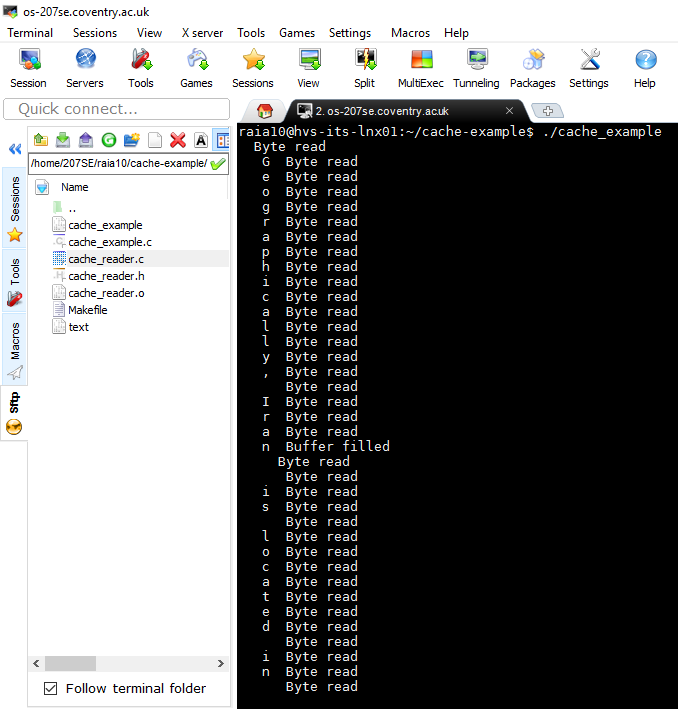 os-207se.coventry.ac.uk
Terminal Sessions View X server Tools Games Settings Macros Help
Session Servers Tools Games Sessions View Split MultiExec Tunneling Packages Settings Help
Quick connect...
2. os-207se.coventry.ac.uk
/home/207SE/raia10/cache-example/
Name
..
cache_example
cache_example.c
cache_reader.c
cache_reader.h
cache_reader.o
Makefile
text
Sessions
Tools
Macros
Sftp
Follow terminal folder
raia10@hvs-its-lnx01:~/cache-example$ ./cache_example
Byte read
G Byte read
e Byte read
o Byte read
g Byte read
r Byte read
a Byte read
p Byte read
h Byte read
i Byte read
c Byte read
a Byte read
l Byte read
l Byte read
y Byte read
, Byte read
Byte read
I Byte read
r Byte read
a Byte read
n Buffer filled
Byte read
Byte read
i Byte read
s Byte read
Byte read
l Byte read
o Byte read
c Byte read
a Byte read
t Byte read
e Byte read
d Byte read
Byte read
i Byte read
n Byte read
Byte read